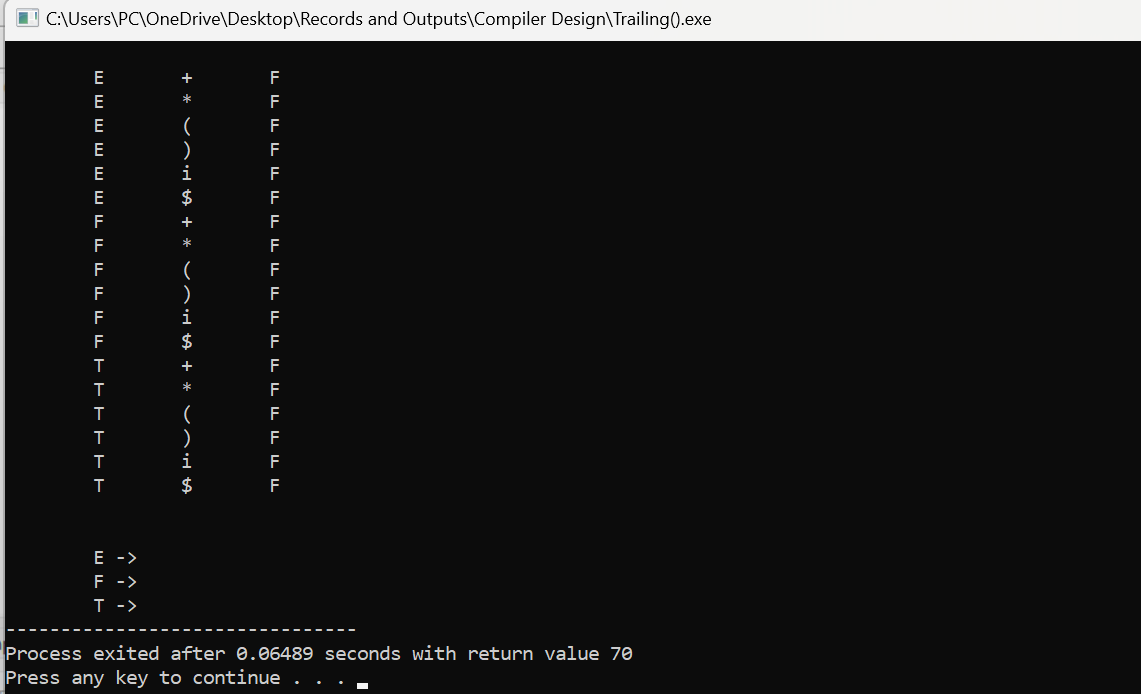 C:\Users\PC\OneDrive\Desktop\Records and Outputs\Compiler Design\Trailing().exe
E + F
E * F
E ( F
E ) F
E i F
E $ F
F + F
F * F
F ( F
F ) F
F i F
F $ F
T + F
T * F
T ( F
T ) F
T i F
T $ F
E ->
F ->
T ->
--------------------------------
Process exited after 0.06489 seconds with return value 70
Press any key to continue . . .